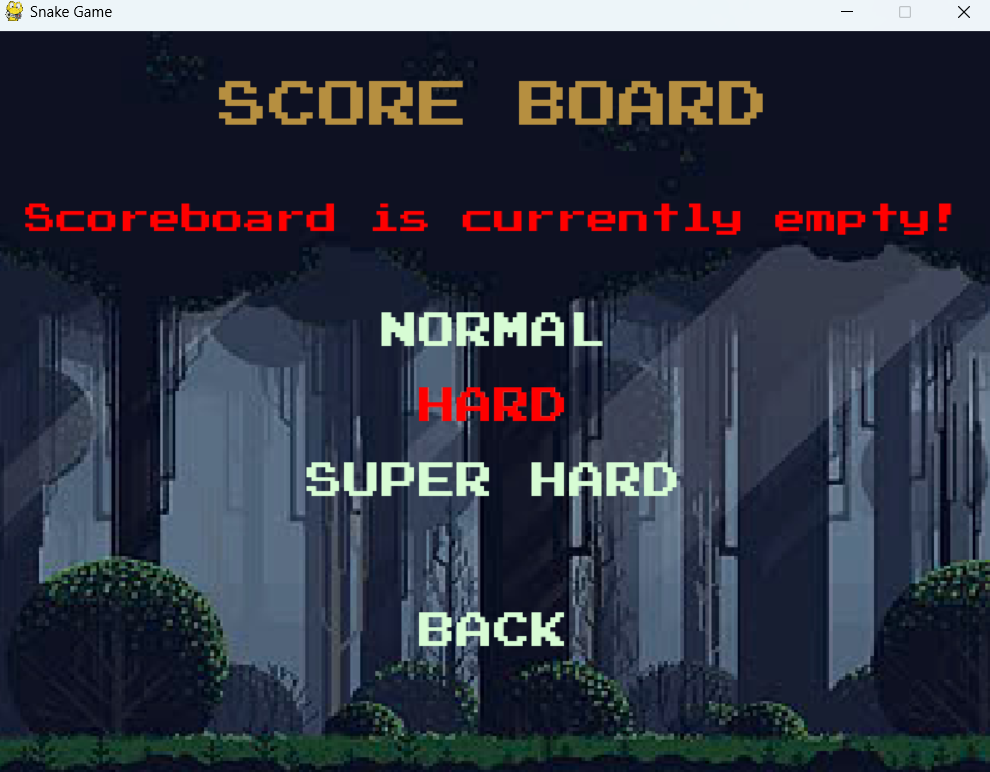 Snake Game
SCORE BOARD
Scoreboard is currently empty!
NORMAL
HARD
SUPER HARD
BACK